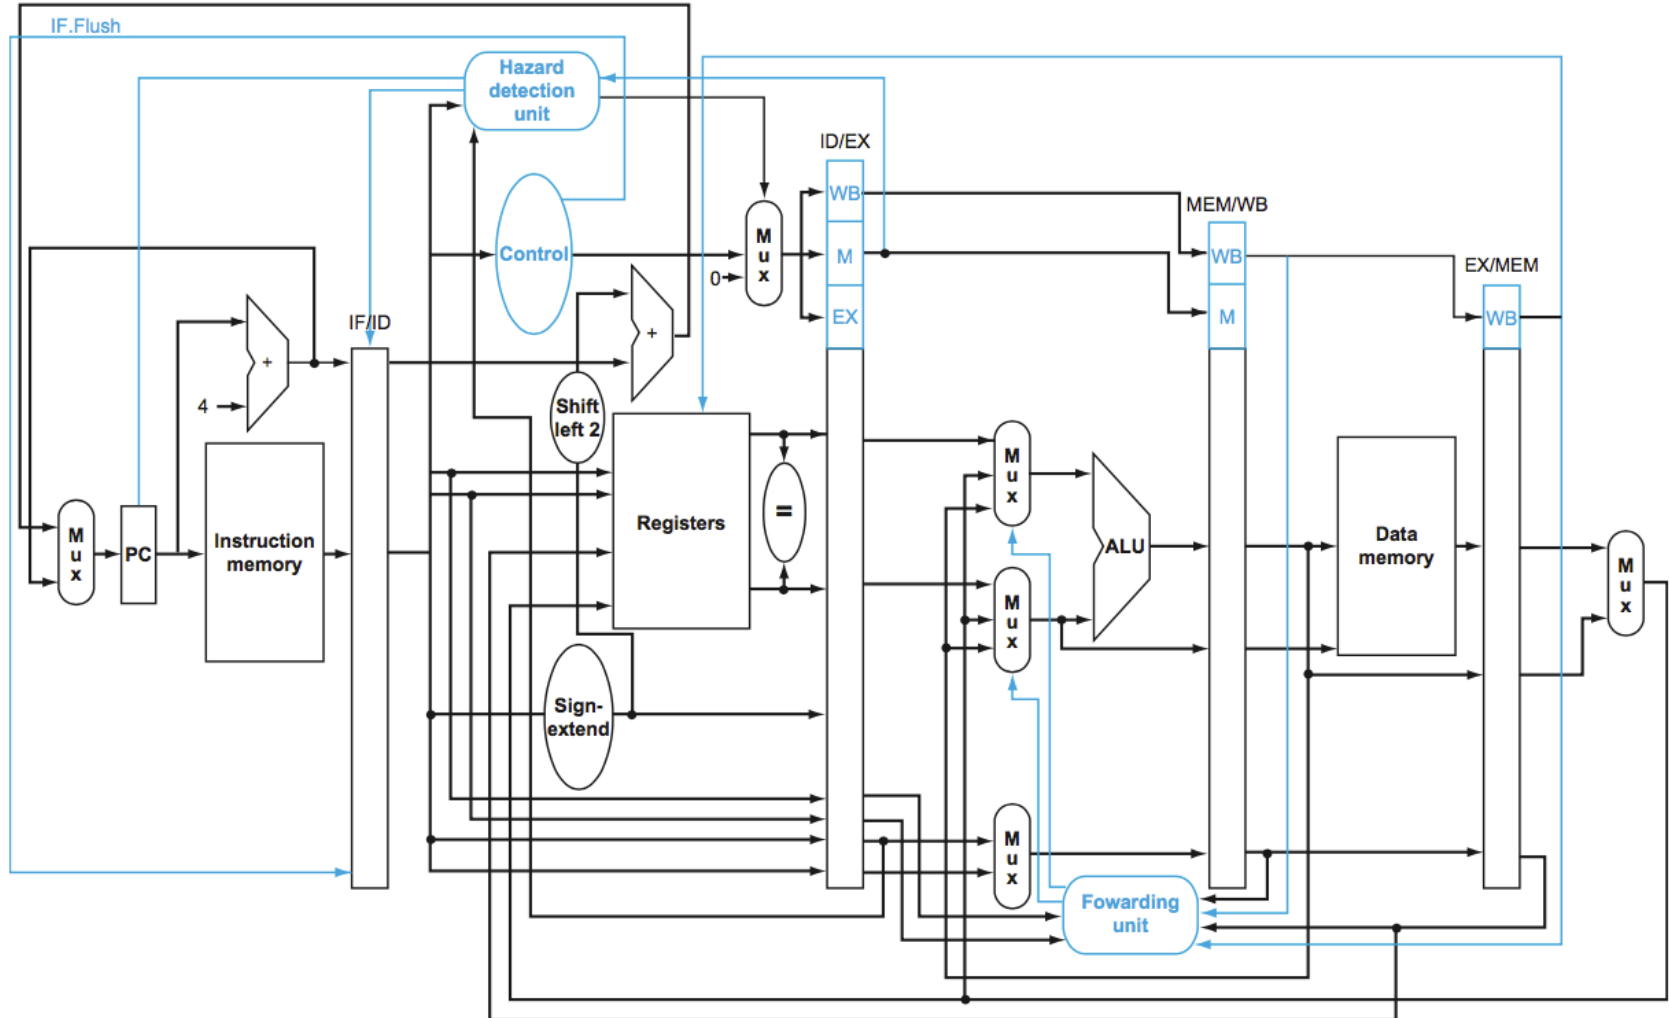 IF.Flush
Hazard
detection
unit
ID/EX
WB
MEM/WB
M
u
x
Control
M
WB
EX/MEM
0
+
EX
M
WB
IF/ID
+
4
Shift
left 2
M
u
x
M
u
x
PC
Instruction
memory
Registers
=
ALU
Data
memory
M
u
x
M
u
x
Sign-
extend
M
u
x
Fowarding
unit